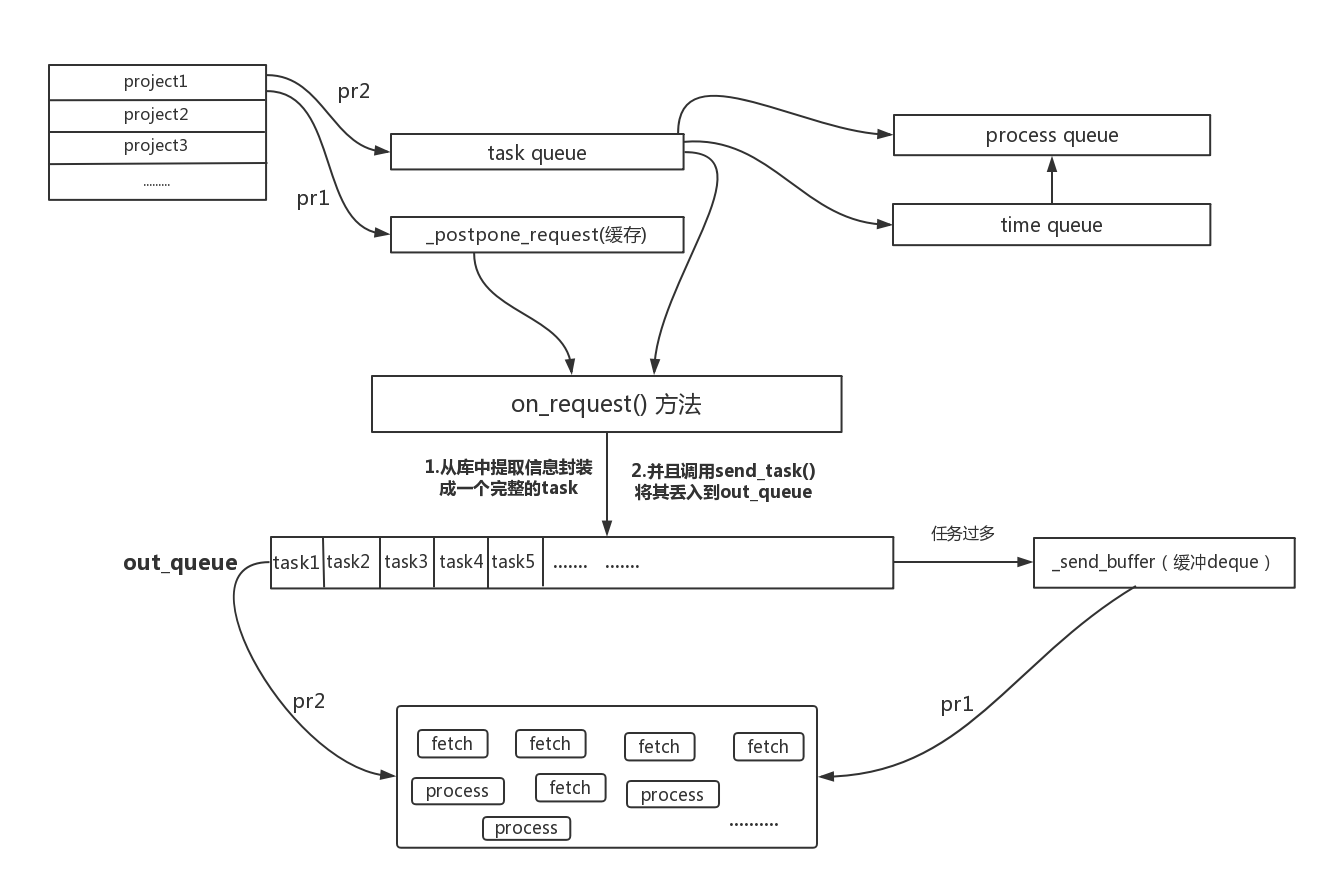 project1
project2
project3
.........
pr2
pr1
task queue
_postpone_request(缓存)
process queue
time queue
on_request() 方法
1.从库中提取信息封装
成一个完整的task
2.并且调用send_task()
将其丢入到out_queue
out_queue
task1 task2 task3 task4 task5 ....... .......
任务过多
_send_buffer（缓冲deque）
pr2
pr1
fetch fetch fetch fetch
process fetch process
process ..........